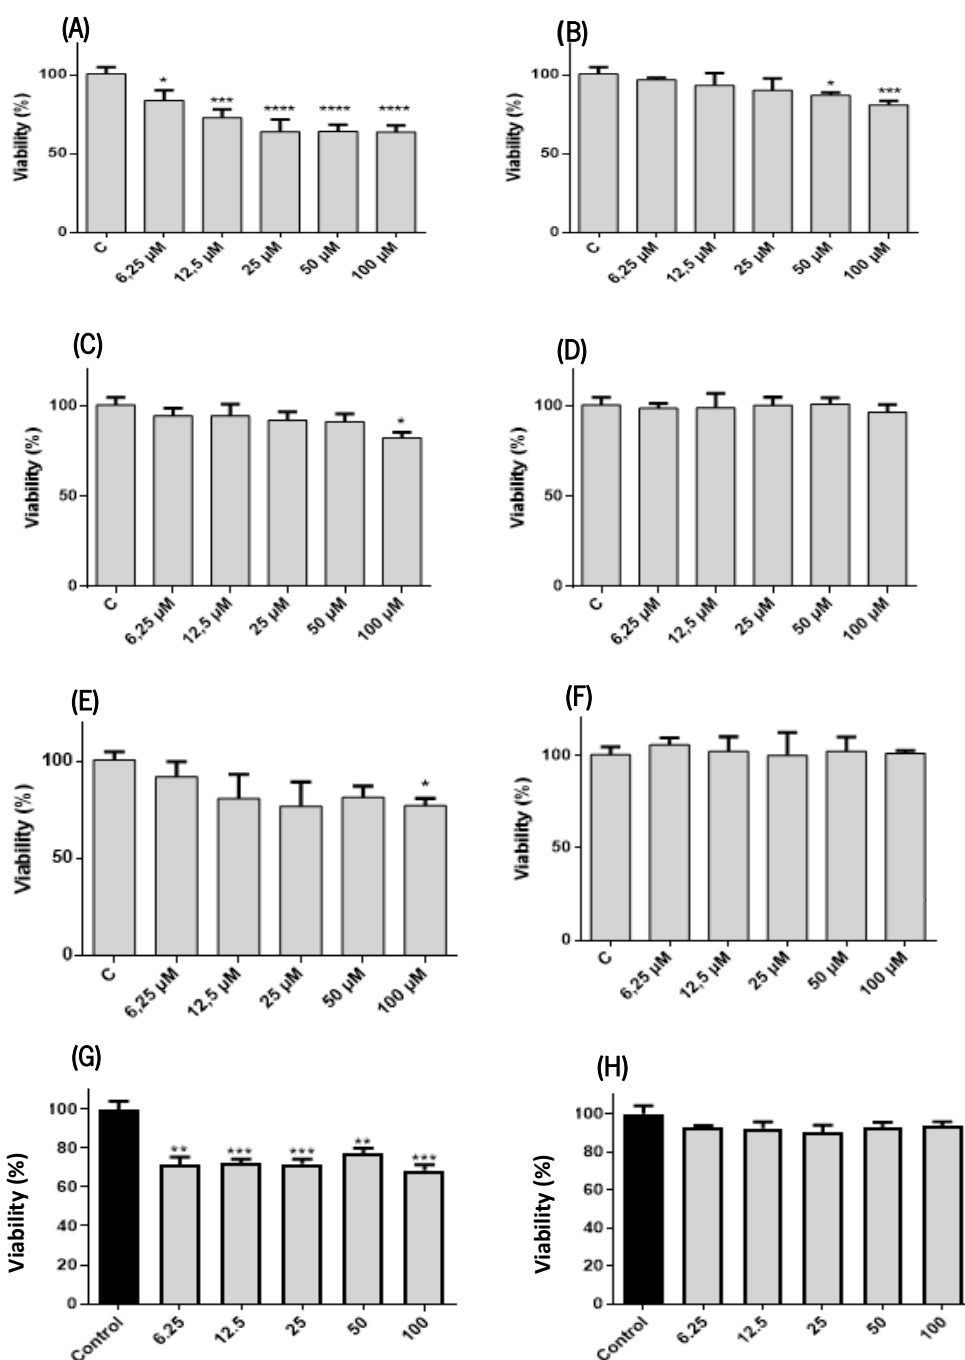 (A)
Viability (%)
100
50
0
*
***
****
****
****
C
6,25 µM
12,5 µM
25 µM
50 µM
100 µM
(B)
Viability (%)
100
50
0
*
***
C
6,25 µM
12,5 µM
25 µM
50 µM
100 µM
(C)
Viability (%)
100
50
0
*
C
6,25 µM
12,5 µM
25 µM
50 µM
100 µM
(D)
Viability (%)
100
50
0
C
6,25 µM
12,5 µM
25 µM
50 µM
100 µM
(E)
Viability (%)
100
50
0
*
C
6,25 µM
12,5 µM
25 µM
50 µM
100 µM
(F)
Viability (%)
100
50
0
C
6,25 µM
12,5 µM
25 µM
50 µM
100 µM
(G)
Viability (%)
100
80
60
40
20
0
**
***
***
**
***
Control
6.25
12.5
25
50
100
(H)
Viability (%)
100
80
60
40
20
0
Control
6.25
12.5
25
50
100